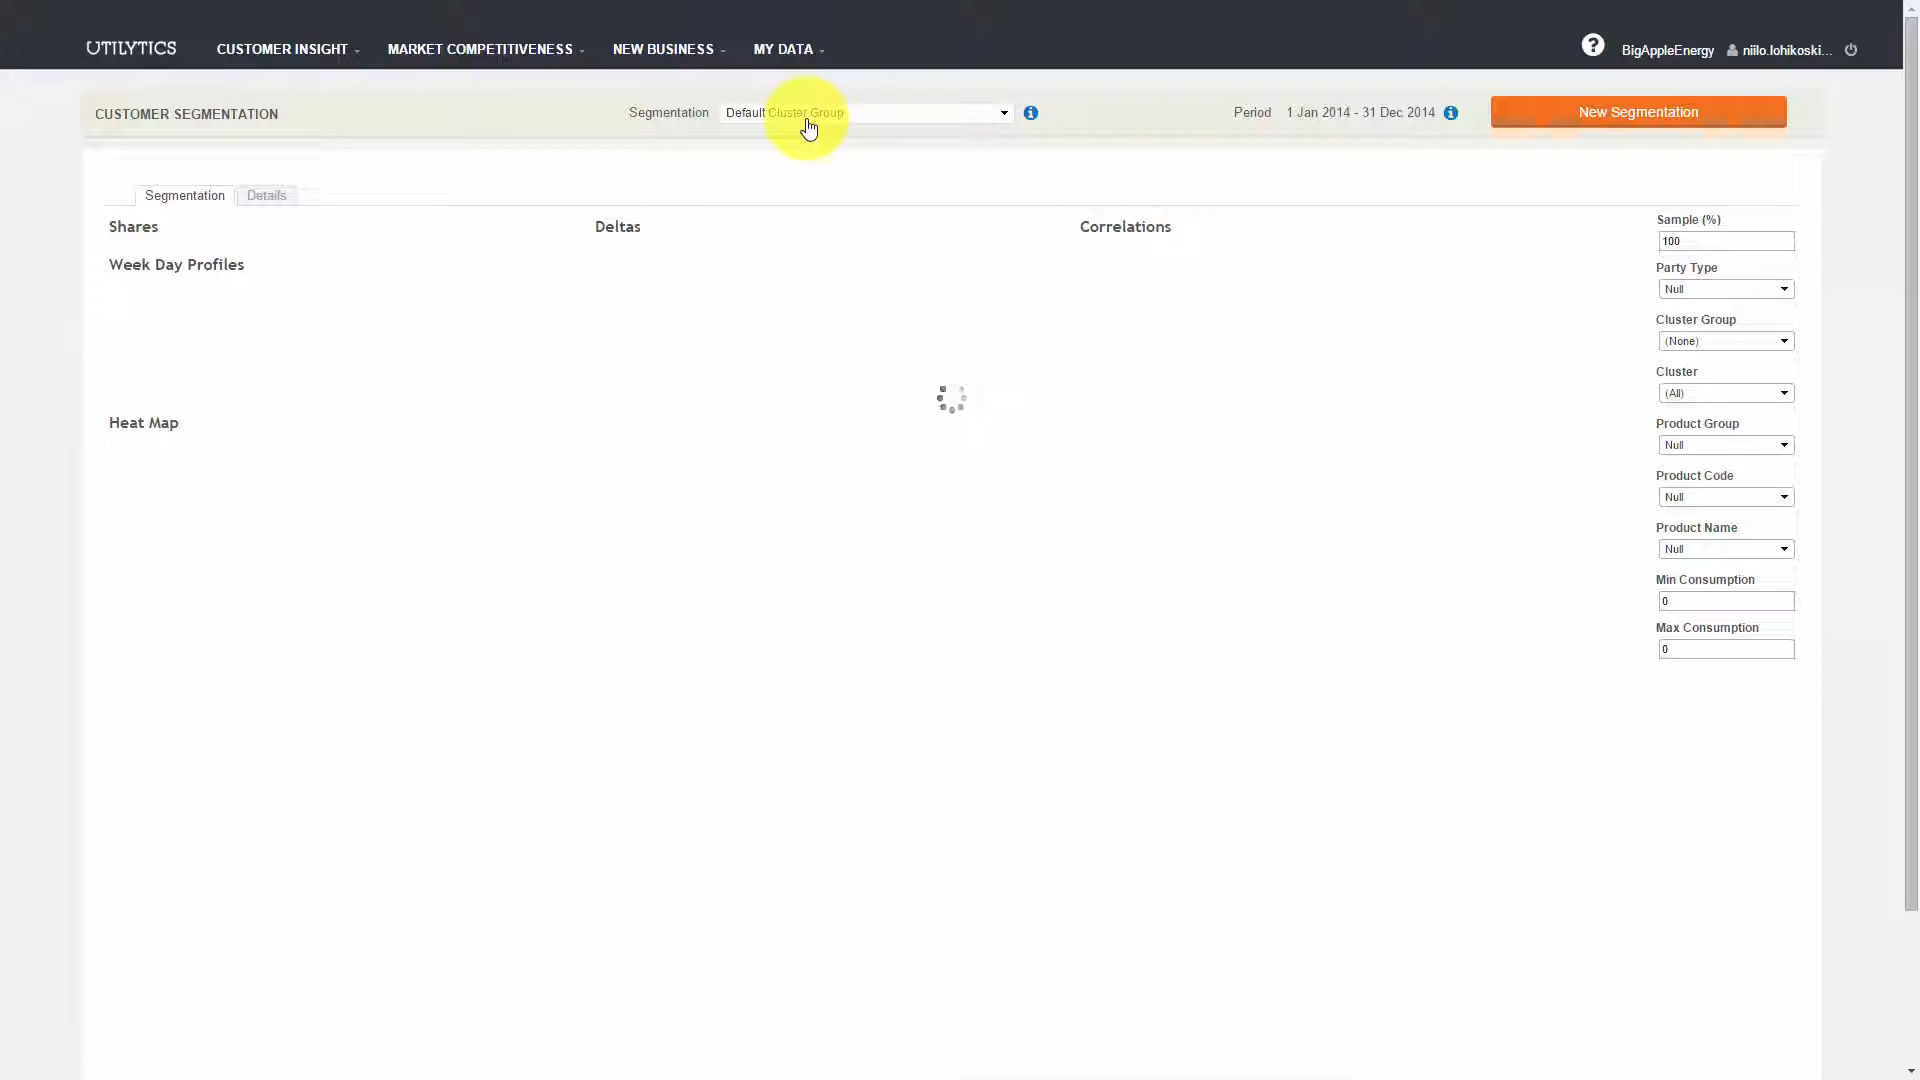 UTILYTICS CUSTOMER INSIGHT MARKET COMPETITIVENESS NEW BUSINESS MY DATA ? BigAppleEnergy niilo.lohikoski...
CUSTOMER SEGMENTATION Segmentation Default Cluster Group i Period 1 Jan 2014 - 31 Dec 2014 i New Segmentation
Segmentation Details
Shares Deltas Correlations
Week Day Profiles
Heat Map
Sample (%)
100
Party Type
Null
Cluster Group
(None)
Cluster
(All)
Product Group
Null
Product Code
Null
Product Name
Null
Min Consumption
0
Max Consumption
0